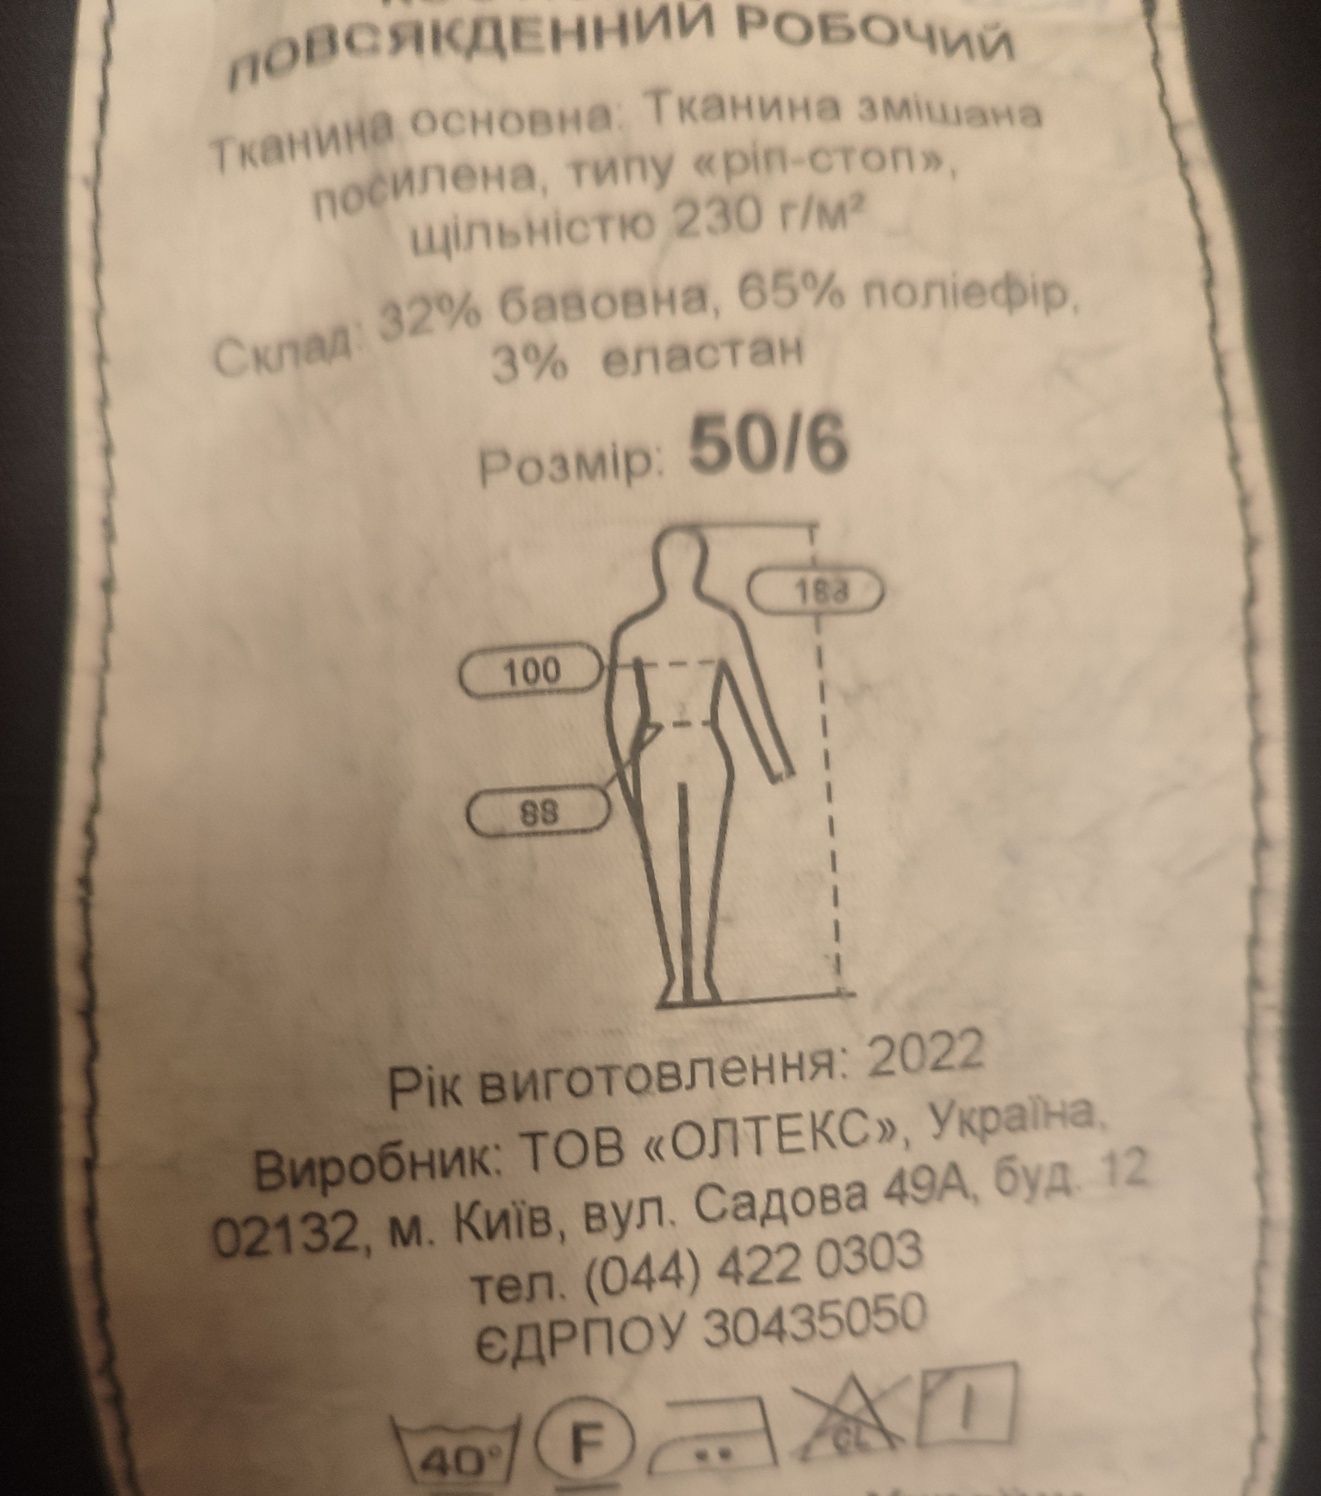 ПОВСЯКДЕННИЙ РОБОЧИЙ
Тканина основна: Тканина змішана
посилена, типу «ріп-стоп»,
щільністю 230 г/м²
Склад: 32% бавовна, 65% поліефір,
3% еластан
Розмір: 50/6
188
100
88
Рік виготовлення: 2022
Виробник: ТОВ «ОЛТЕКС», Україна,
02132, м. Київ, вул. Садова 49А, буд. 12
тел. (044) 422 0303
ЄДРПОУ 30435050
40° F CL